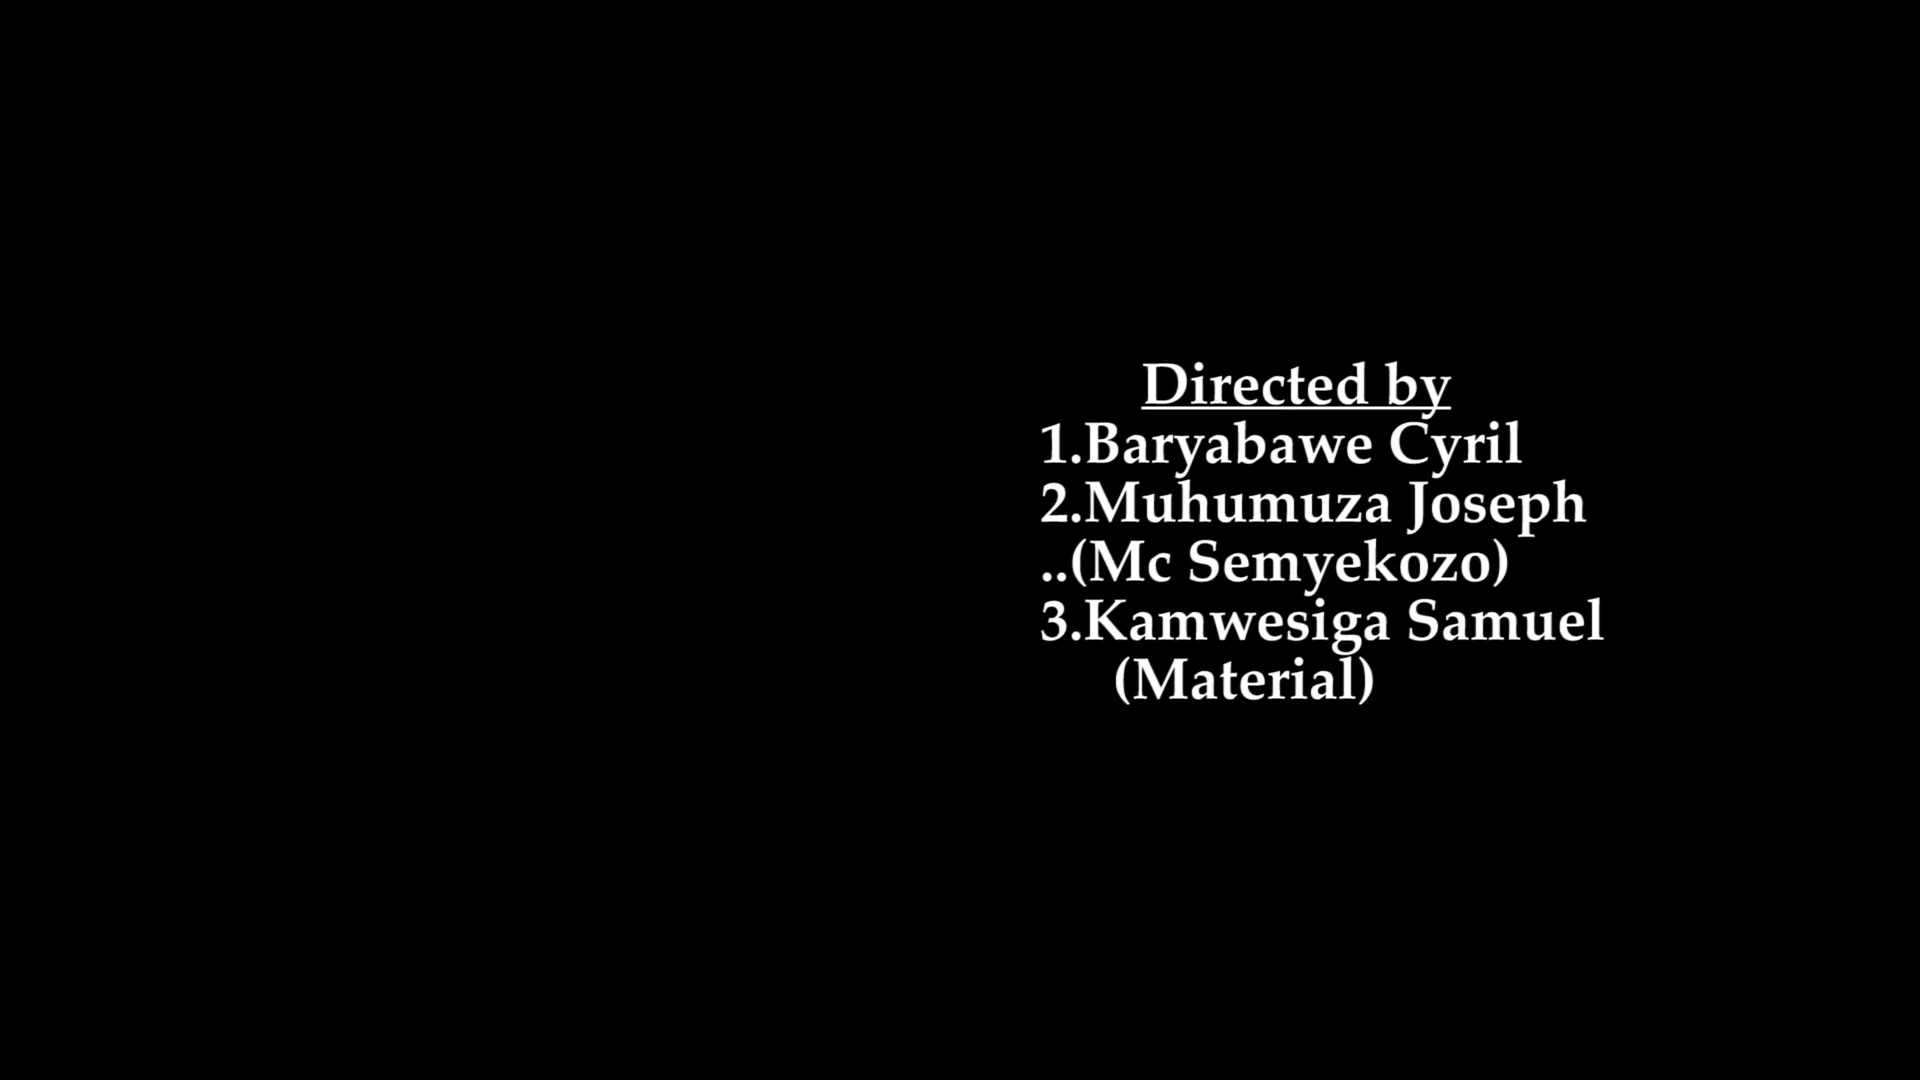 Directed by
1.Baryabawe Cyril
2.Muhumuza Joseph
..(Mc Semyekozo)
3.Kamwesiga Samuel
(Material)